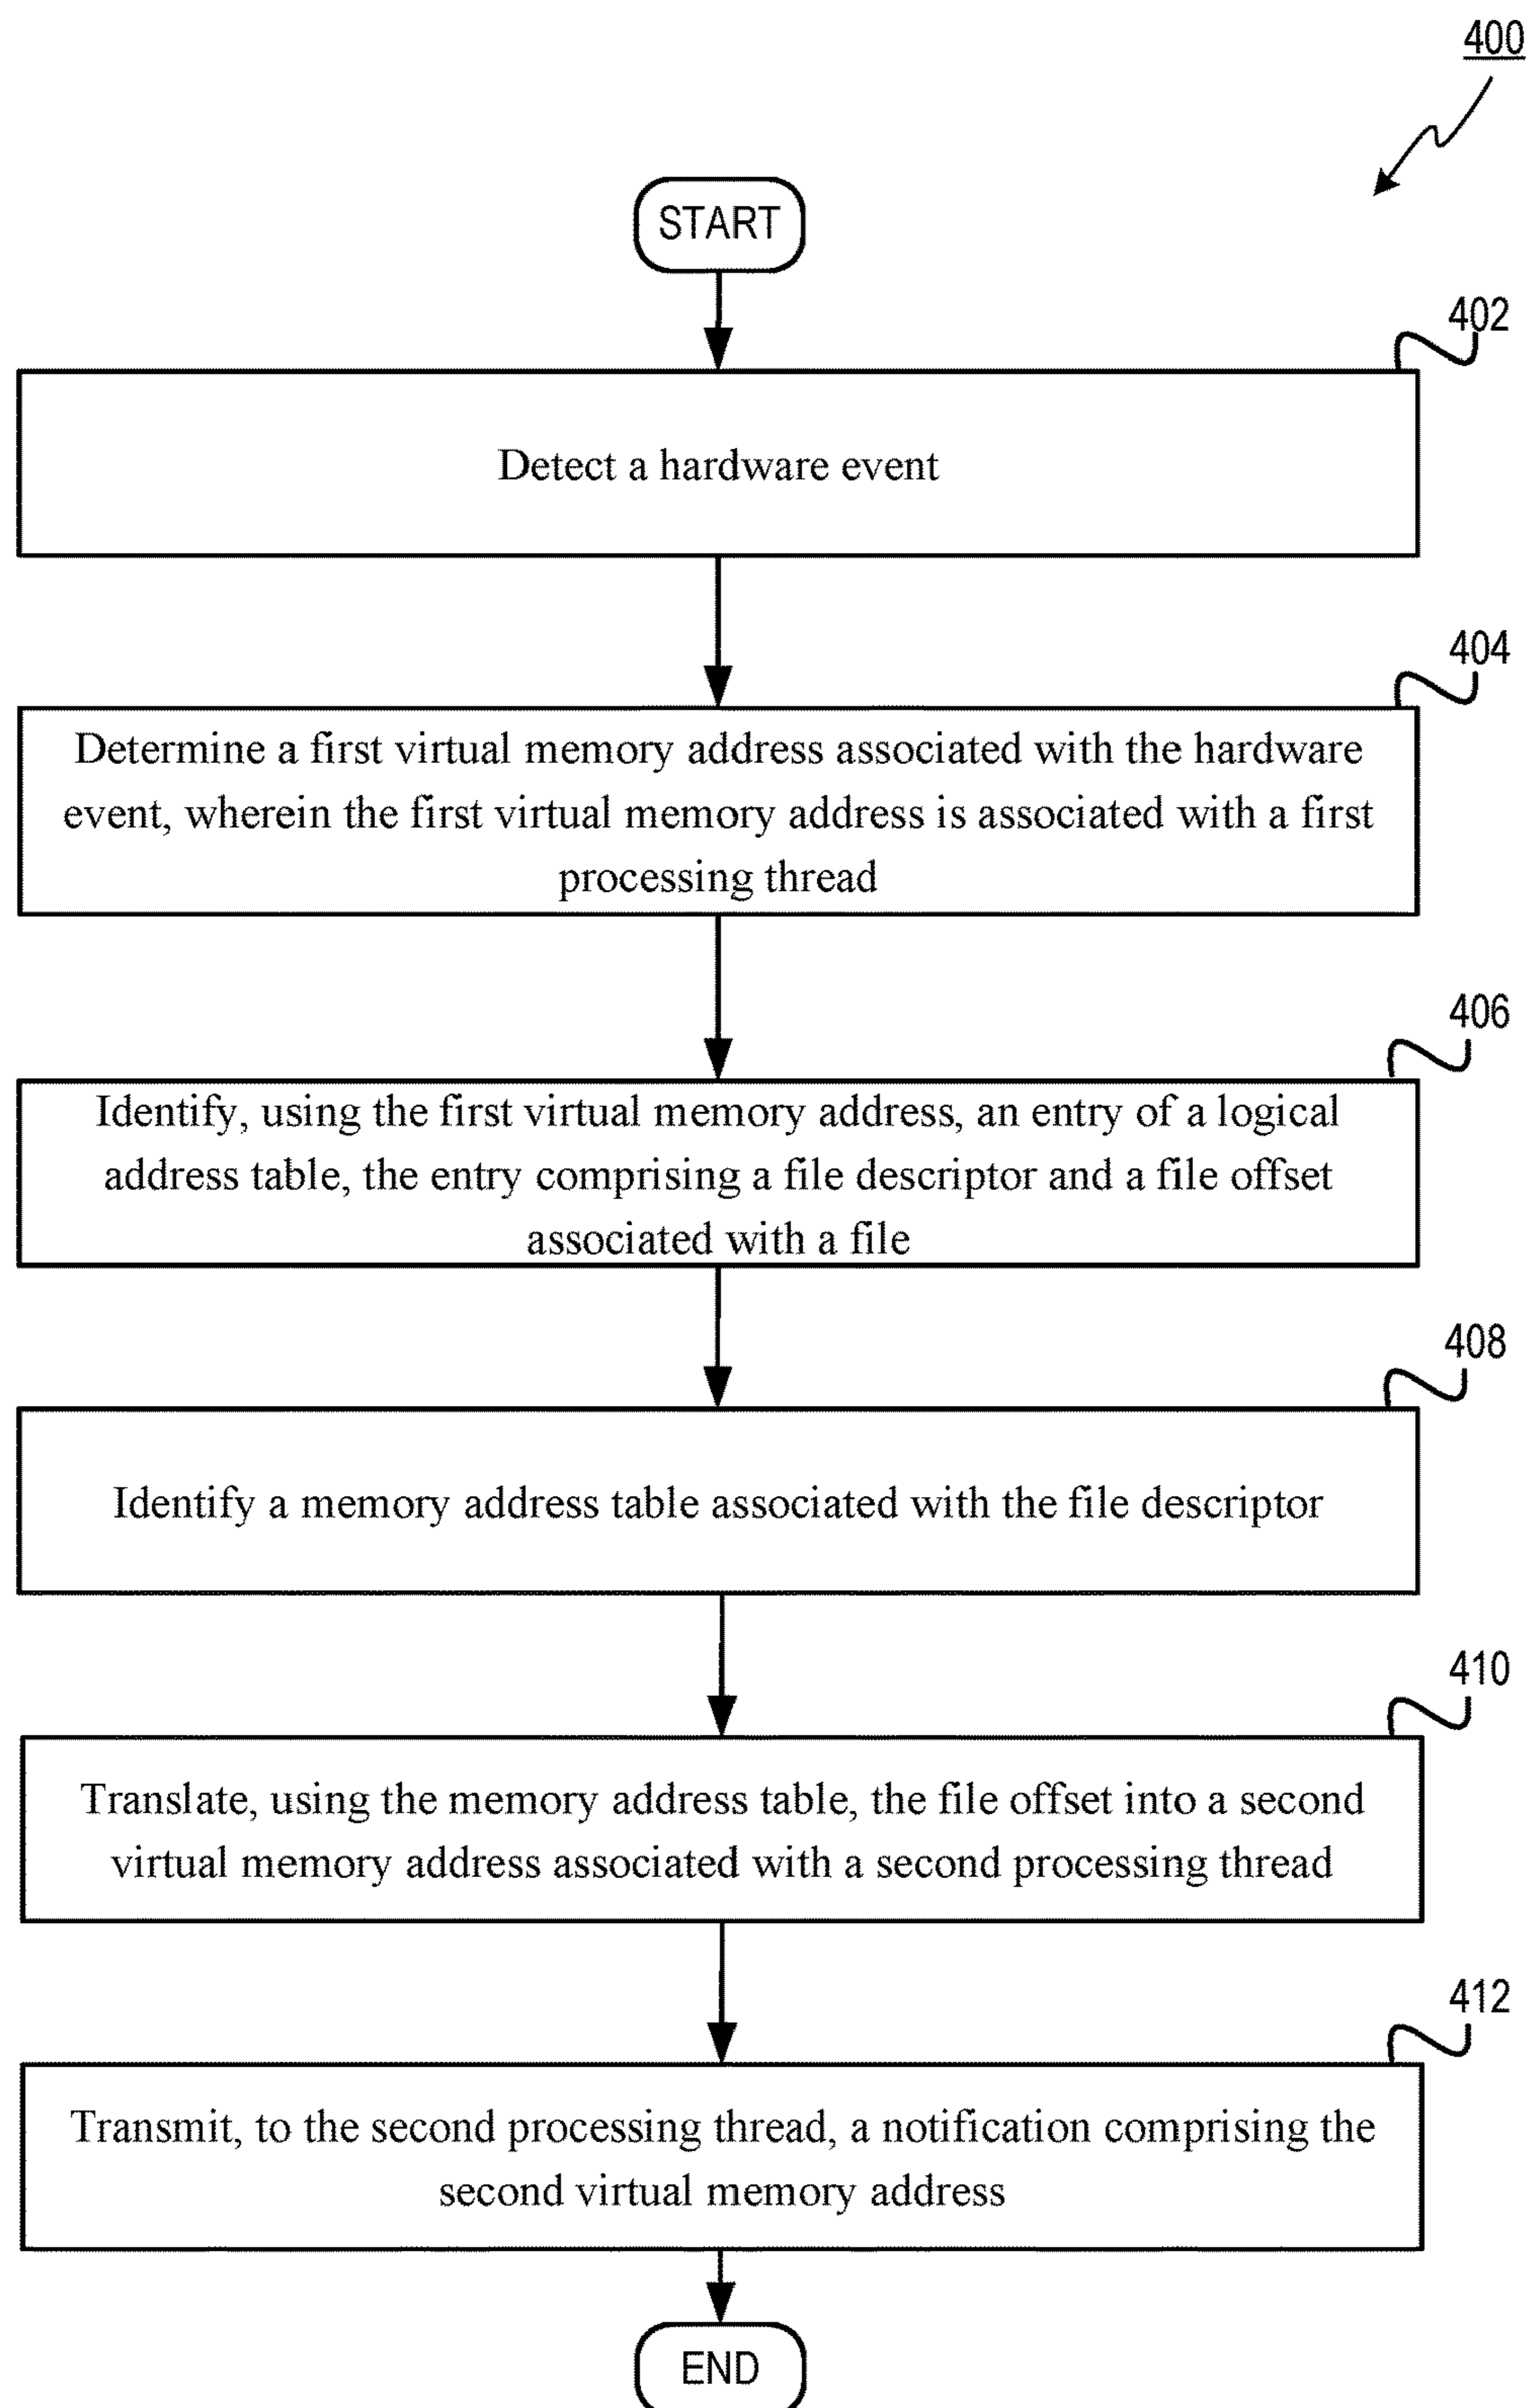 400
START
402
Detect a hardware event
404
Determine a first virtual memory address associated with the hardware
event, wherein the first virtual memory address is associated with a first
processing thread
406
Identify, using the first virtual memory address, an entry of a logical
address table, the entry comprising a file descriptor and a file offset
associated with a file
408
Identify a memory address table associated with the file descriptor
410
Translate, using the memory address table, the file offset into a second
virtual memory address associated with a second processing thread
412
Transmit, to the second processing thread, a notification comprising the
second virtual memory address
END